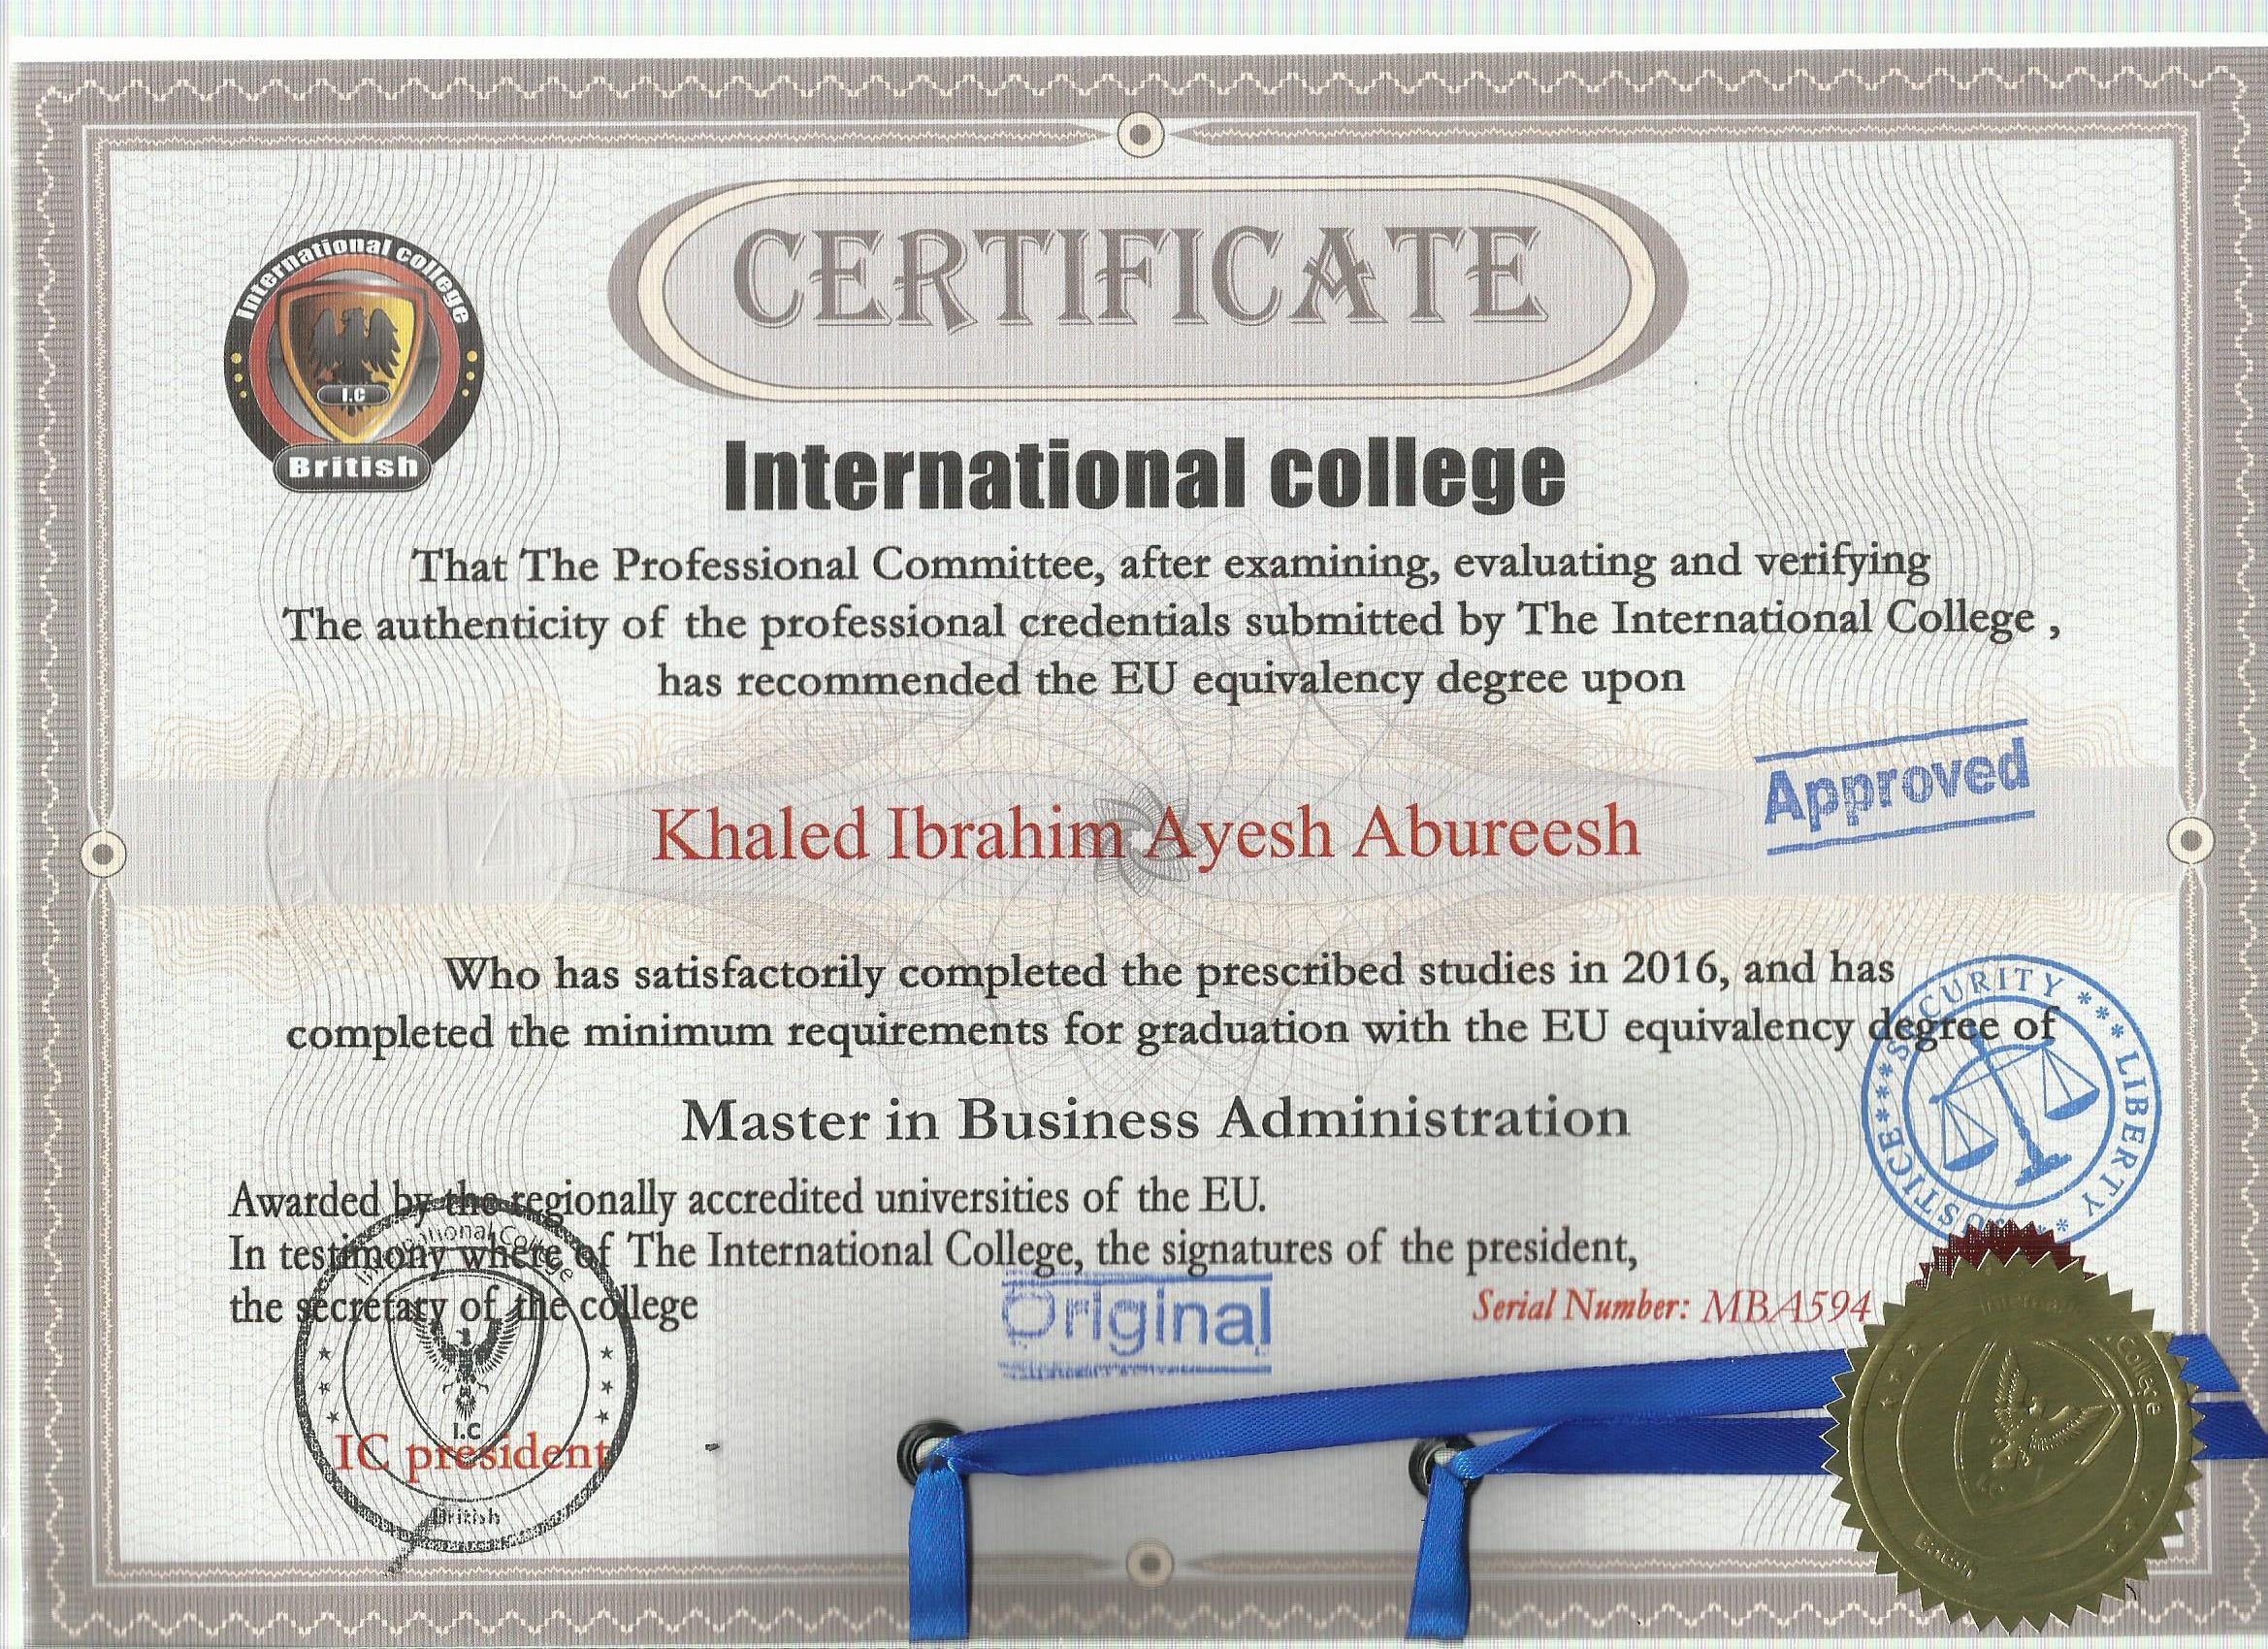 CERTIFICATE
International college
I.C
British
International college
That The Professional Committee, after examining, evaluating and verifying
The authenticity of the professional credentials submitted by The International College ,
has recommended the EU equivalency degree upon
Approved
Khaled Ibrahim Ayesh Abureesh
Who has satisfactorily completed the prescribed studies in 2016, and has
completed the minimum requirements for graduation with the EU equivalency degree of
SECURITY *** LIBERTY *** JUSTICE***
Master in Business Administration
Awarded by the regionally accredited universities of the EU.
In testimony where of The International College, the signatures of the president,
the secretary of the college
Original
Serial Number: MBA594
International College
I.C
British
IC president
College
British